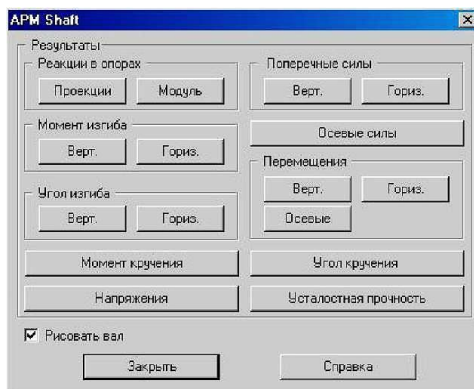 APM Shaft
Результаты
Реакции в опорах
Проекции Модуль
Поперечные силы
Верт. Гориз.
Момент изгиба
Верт. Гориз.
Осевые силы
Перемещения
Верт. Гориз.
Осевые
Угол изгиба
Верт. Гориз.
Момент кручения
Угол кручения
Напряжения
Усталостная прочность
Рисовать вал
Закрыть
Справка